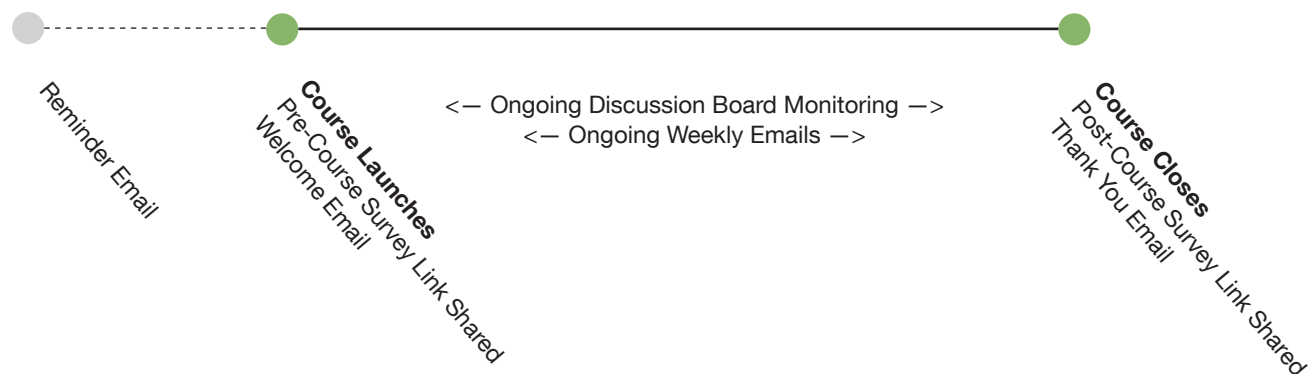 Reminder Email
Course Launches
Pre-Course Survey Link Shared
Welcome Email
<— Ongoing Discussion Board Monitoring —>
<— Ongoing Weekly Emails —>
Course Closes
Post-Course Survey Link Shared
Thank You Email